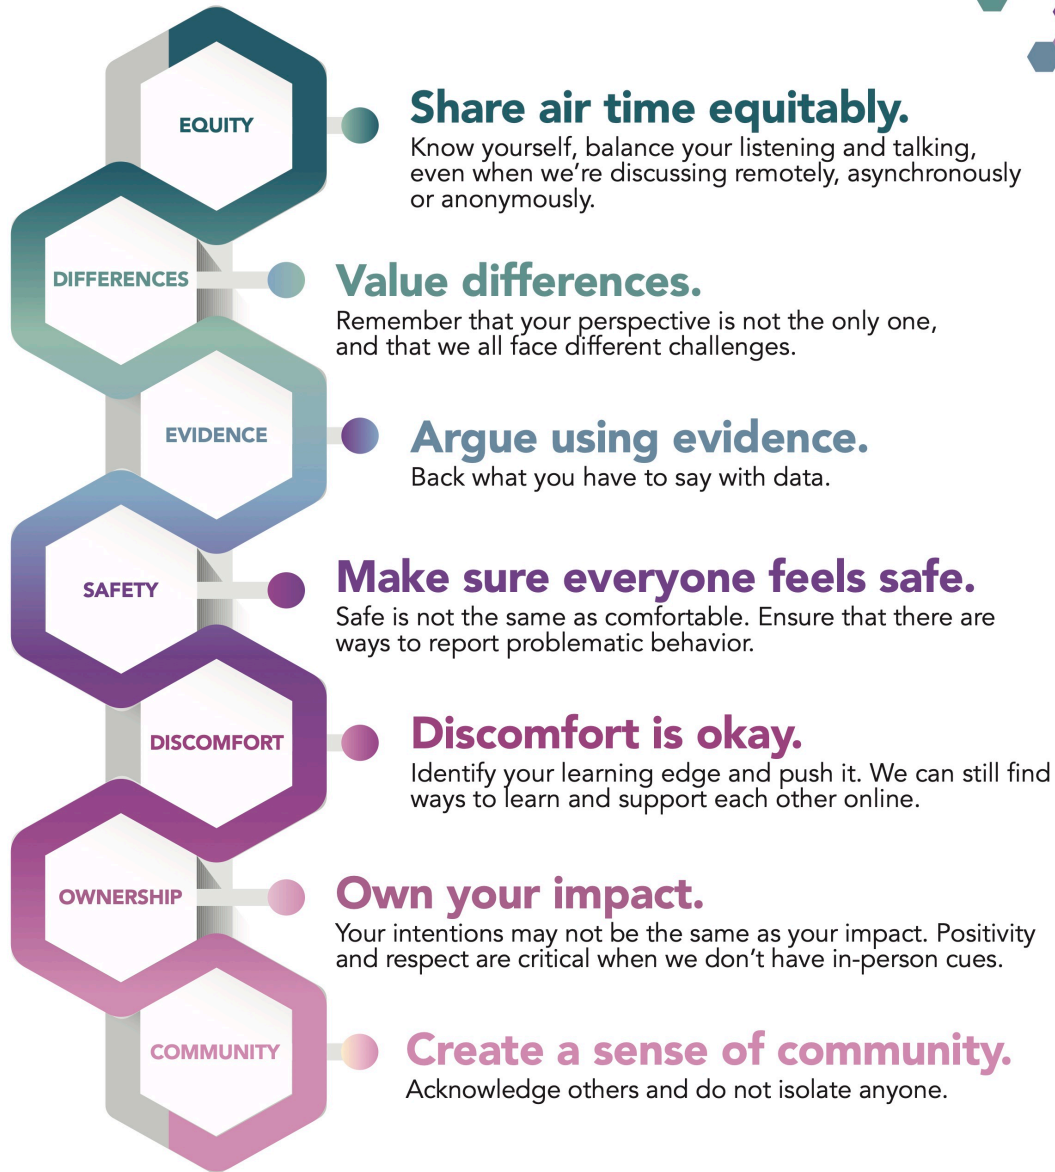 EQUITY
Share air time equitably.
Know yourself, balance your listening and talking,
even when we’re discussing remotely, asynchronously
or anonymously.
DIFFERENCES
Value differences.
Remember that your perspective is not the only one,
and that we all face different challenges.
EVIDENCE
Argue using evidence.
Back what you have to say with data.
SAFETY
Make sure everyone feels safe.
Safe is not the same as comfortable. Ensure that there are
ways to report problematic behavior.
DISCOMFORT
Discomfort is okay.
Identify your learning edge and push it. We can still find
ways to learn and support each other online.
OWNERSHIP
Own your impact.
Your intentions may not be the same as your impact. Positivity
and respect are critical when we don’t have in-person cues.
COMMUNITY
Create a sense of community.
Acknowledge others and do not isolate anyone.